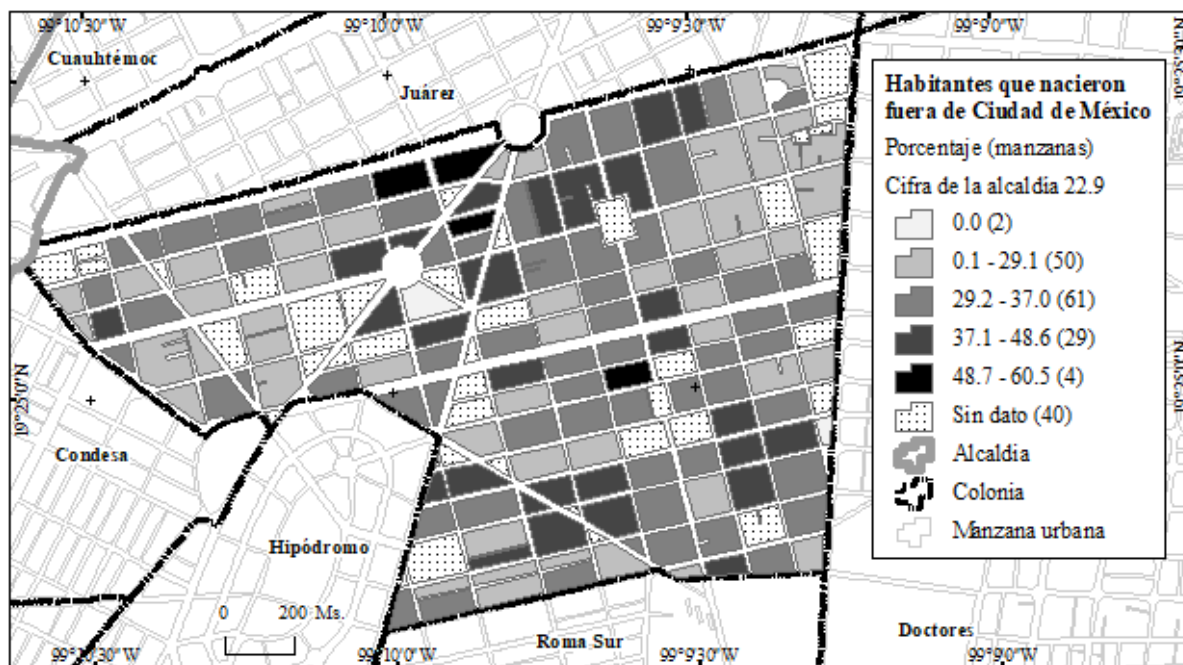 99°10'30"W
99°10'0"W
99°9'30"W
99°9'0"W
Cuauhtémoc
Juárez
Habitantes que nacieron
fuera de Ciudad de México
Porcentaje (manzanas)
Cifra de la alcaldía 22.9
0.0 (2)
0.1 - 29.1 (50)
29.2 - 37.0 (61)
37.1 - 48.6 (29)
48.7 - 60.5 (4)
Sin dato (40)
Alcaldía
Colonia
Manzana urbana
19°25'0"N
Condesa
Hipódromo
0 200 Ms.
Roma Sur
Doctores
99°10'30"W
99°10'0"W
99°9'30"W
99°9'0"W